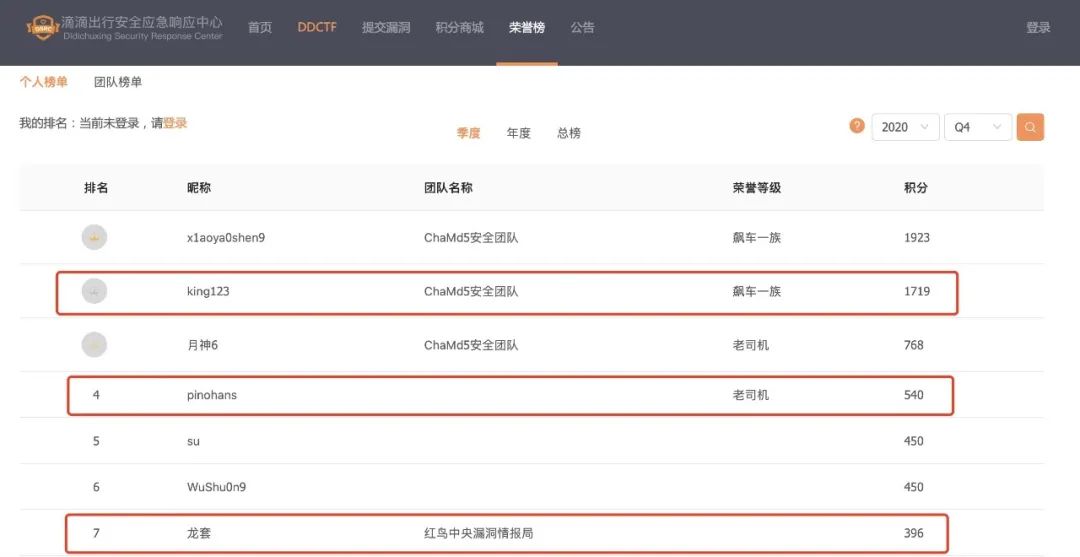 滴滴出行安全应急响应中心 首页 DDCTF 提交漏洞 积分商城 荣誉榜 公告 登录
Didichuxing Security Response Center
个人榜单 团队榜单
我的排名：当前未登录，请登录
季度 年度 总榜 ? 2020 Q4
排名 昵称 团队名称 荣誉等级 积分
x1aoya0shen9 ChaMd5安全团队 飙车一族 1923
king123 ChaMd5安全团队 飙车一族 1719
月神6 ChaMd5安全团队 老司机 768
4 pinohans 老司机 540
5 su 450
6 WuShu0n9 450
7 龙套 红鸟中央漏洞情报局 396